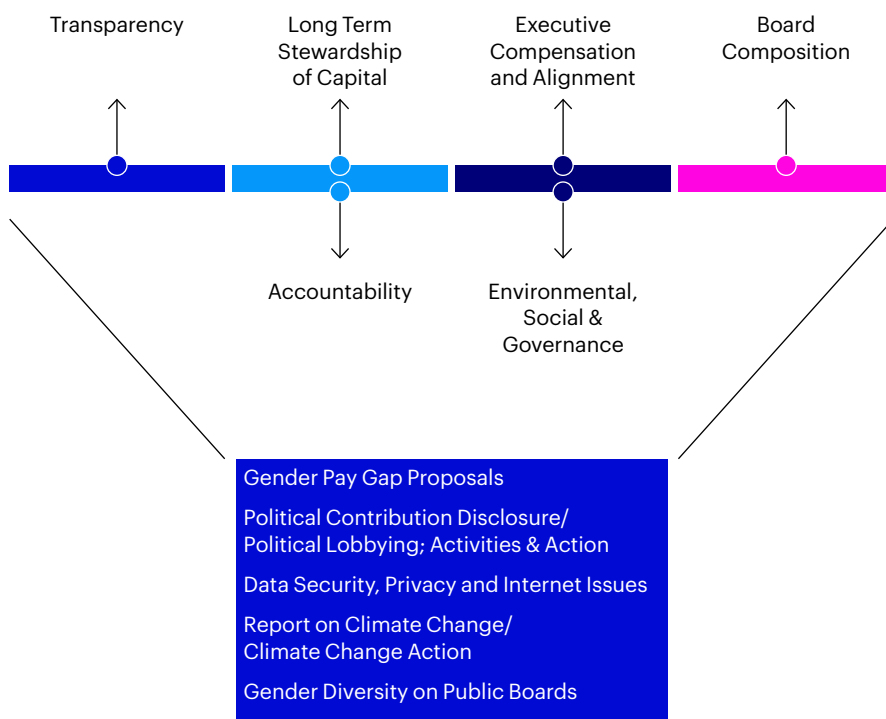 Transparency
Long Term
Stewardship
of Capital
Executive
Compensation
and Alignment
Board
Composition
Accountability
Environmental,
Social &
Governance
Gender Pay Gap Proposals
Political Contribution Disclosure/
Political Lobbying; Activities & Action
Data Security, Privacy and Internet Issues
Report on Climate Change/
Climate Change Action
Gender Diversity on Public Boards